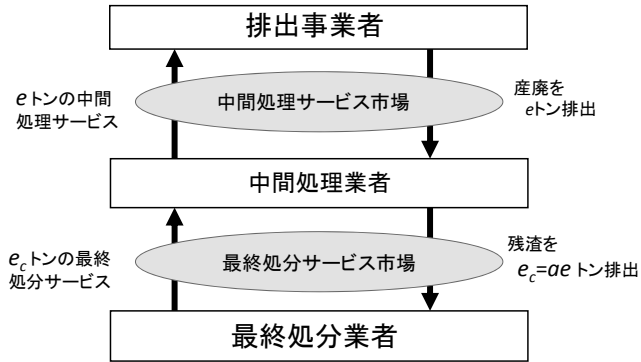 排出事業者
eトンの中間
処理サービス
中間処理サービス市場
産廃を
eトン排出
中間処理業者
ecトンの最終
処分サービス
最終処分サービス市場
残渣を
ec=ae トン排出
最終処分業者